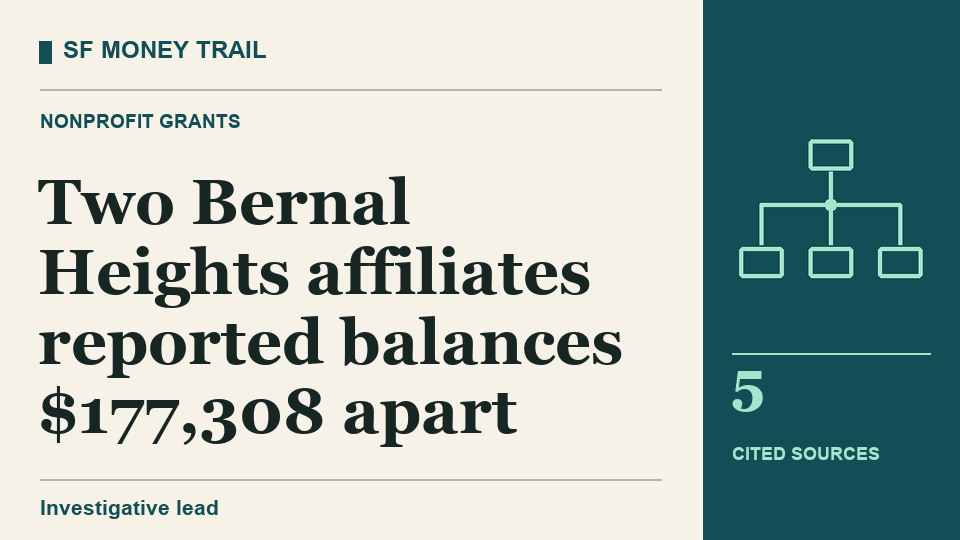 SF MONEY TRAIL
NONPROFIT GRANTS
Two Bernal
Heights affiliates
reported balances
$177,308 apart
Investigative lead
5
CITED SOURCES